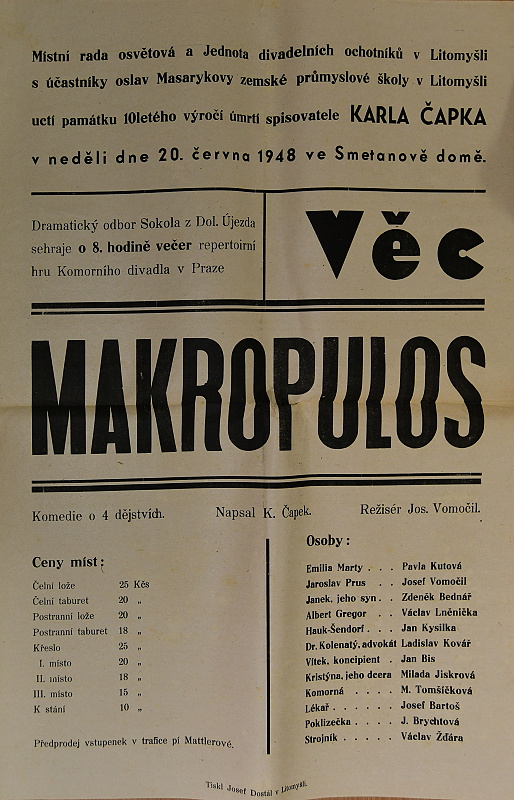 Místní rada osvětová a Jednota divadelních ochotníků v Litomyšli
s účastníky oslav Masarykovy zemské průmyslové školy v Litomyšli
uctí památku 10letého výročí úmrtí spisovatele KARLA ČAPKA
v neděli dne 20. června 1948 ve Smetanově domě.
Dramatický odbor Sokola z Dol. Újezda
sehraje o 8. hodině večer repertoirní
hru Komorního divadla v Praze
Věc
MAKROPULOS
Komedie o 4 dějstvích. Napsal K. Čapek. Režisér Jos. Vomočil.
Ceny míst:
Čelní lože 25 Kčs
Čelní taburet 20 „
Postranní lože 20 „
Postranní taburet 18 „
Křeslo 25 „
I. místo 20 „
II. místo 18 „
III. místo 15 „
K stání 10 „
Předprodej vstupenek v trafice pí Mattlerové.
Osoby:
Emilia Marty . . . Pavla Kutová
Jaroslav Prus . . Josef Vomočil
Janek, jeho syn . . Zdeněk Bednář
Albert Gregor . . Václav Lněnička
Hauk-Šendorf . . . Jan Kysilka
Dr. Kolenatý, advokát Ladislav Kovář
Vítek, koncipient . Jan Bis
Kristýna, jeho dcera Milada Jiskrová
Komorná . . . . M. Tomšíčková
Lékař . . . . . Josef Bartoš
Poklizečka . . . . J. Brychtová
Strojník . . . . . Václav Žďára
Tiskl Josef Dostál v Litomyšli.